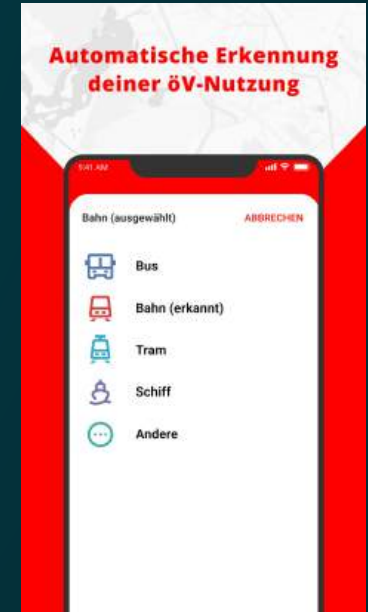 Automatische Erkennung
deiner öV-Nutzung
9:41 AM
Bahn (ausgewählt)
ABBRECHEN
Bus
Bahn (erkannt)
Tram
Schiff
Andere